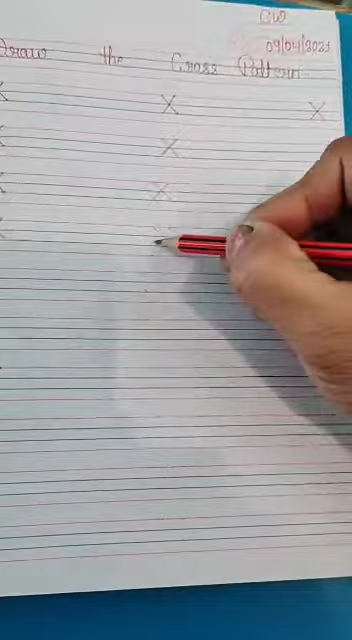 CW
09/04/2021
Draw the Cross Pattern
X X X
X X
X X
X X